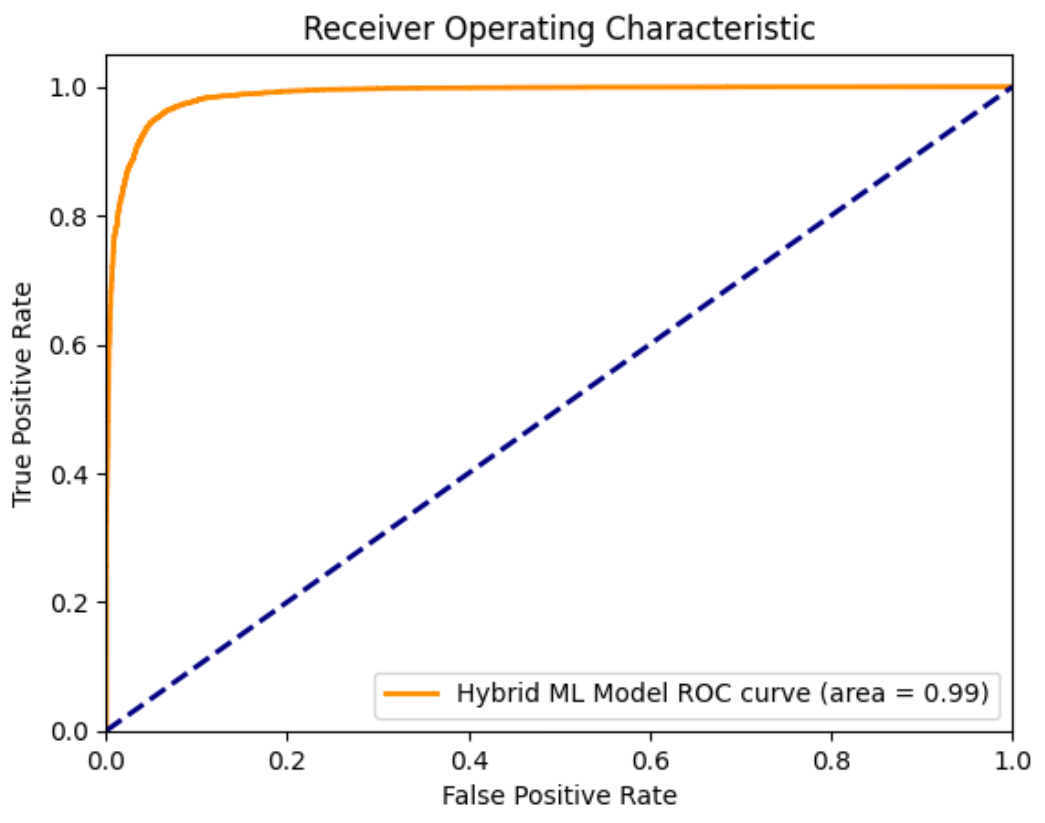 Receiver Operating Characteristic
True Positive Rate
1.0
0.8
0.6
0.4
0.2
0.0
Hybrid ML Model ROC curve (area = 0.99)
0.0 0.2 0.4 0.6 0.8 1.0
False Positive Rate